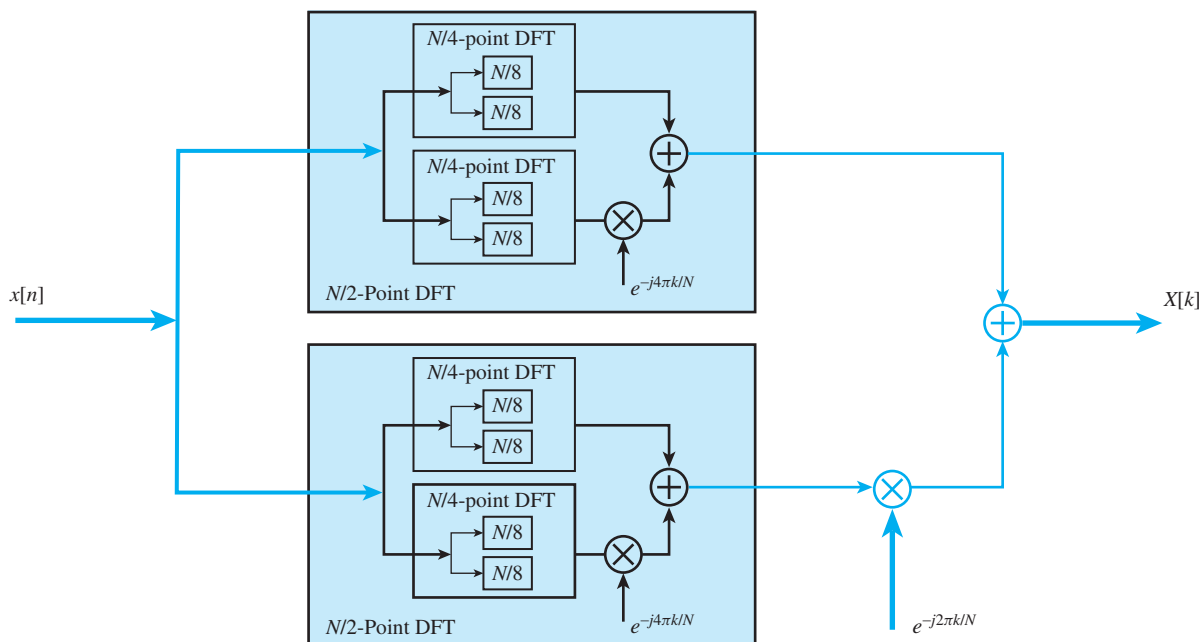 N/4-point DFT
N/8
N/8
N/4-point DFT
N/8
N/8
e^{-j4πk/N}
N/2-Point DFT
x[n]
X[k]
N/4-point DFT
N/8
N/8
N/4-point DFT
N/8
N/8
e^{-j4πk/N}
N/2-Point DFT
e^{-j2πk/N}